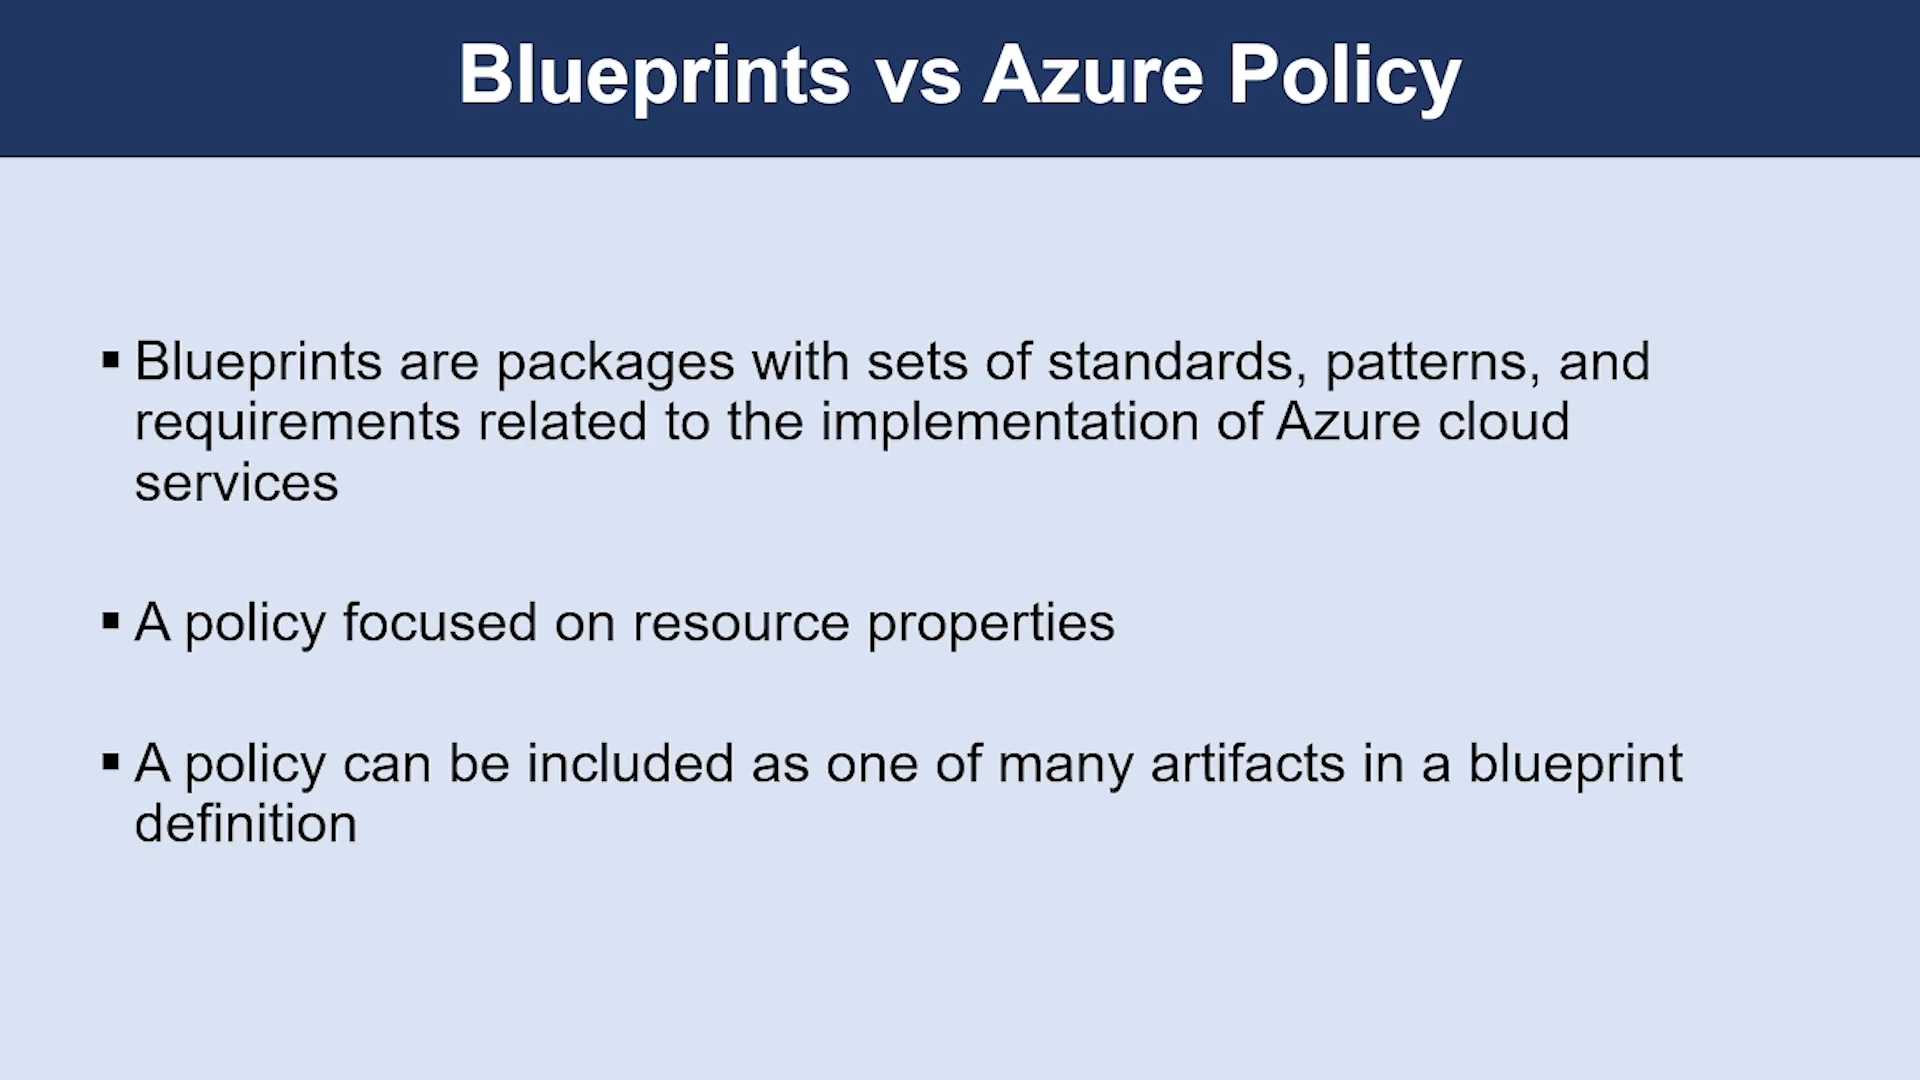 Blueprints vs Azure Policy
▪ Blueprints are packages with sets of standards, patterns, and
requirements related to the implementation of Azure cloud
services
▪ A policy focused on resource properties
▪ A policy can be included as one of many artifacts in a blueprint
definition